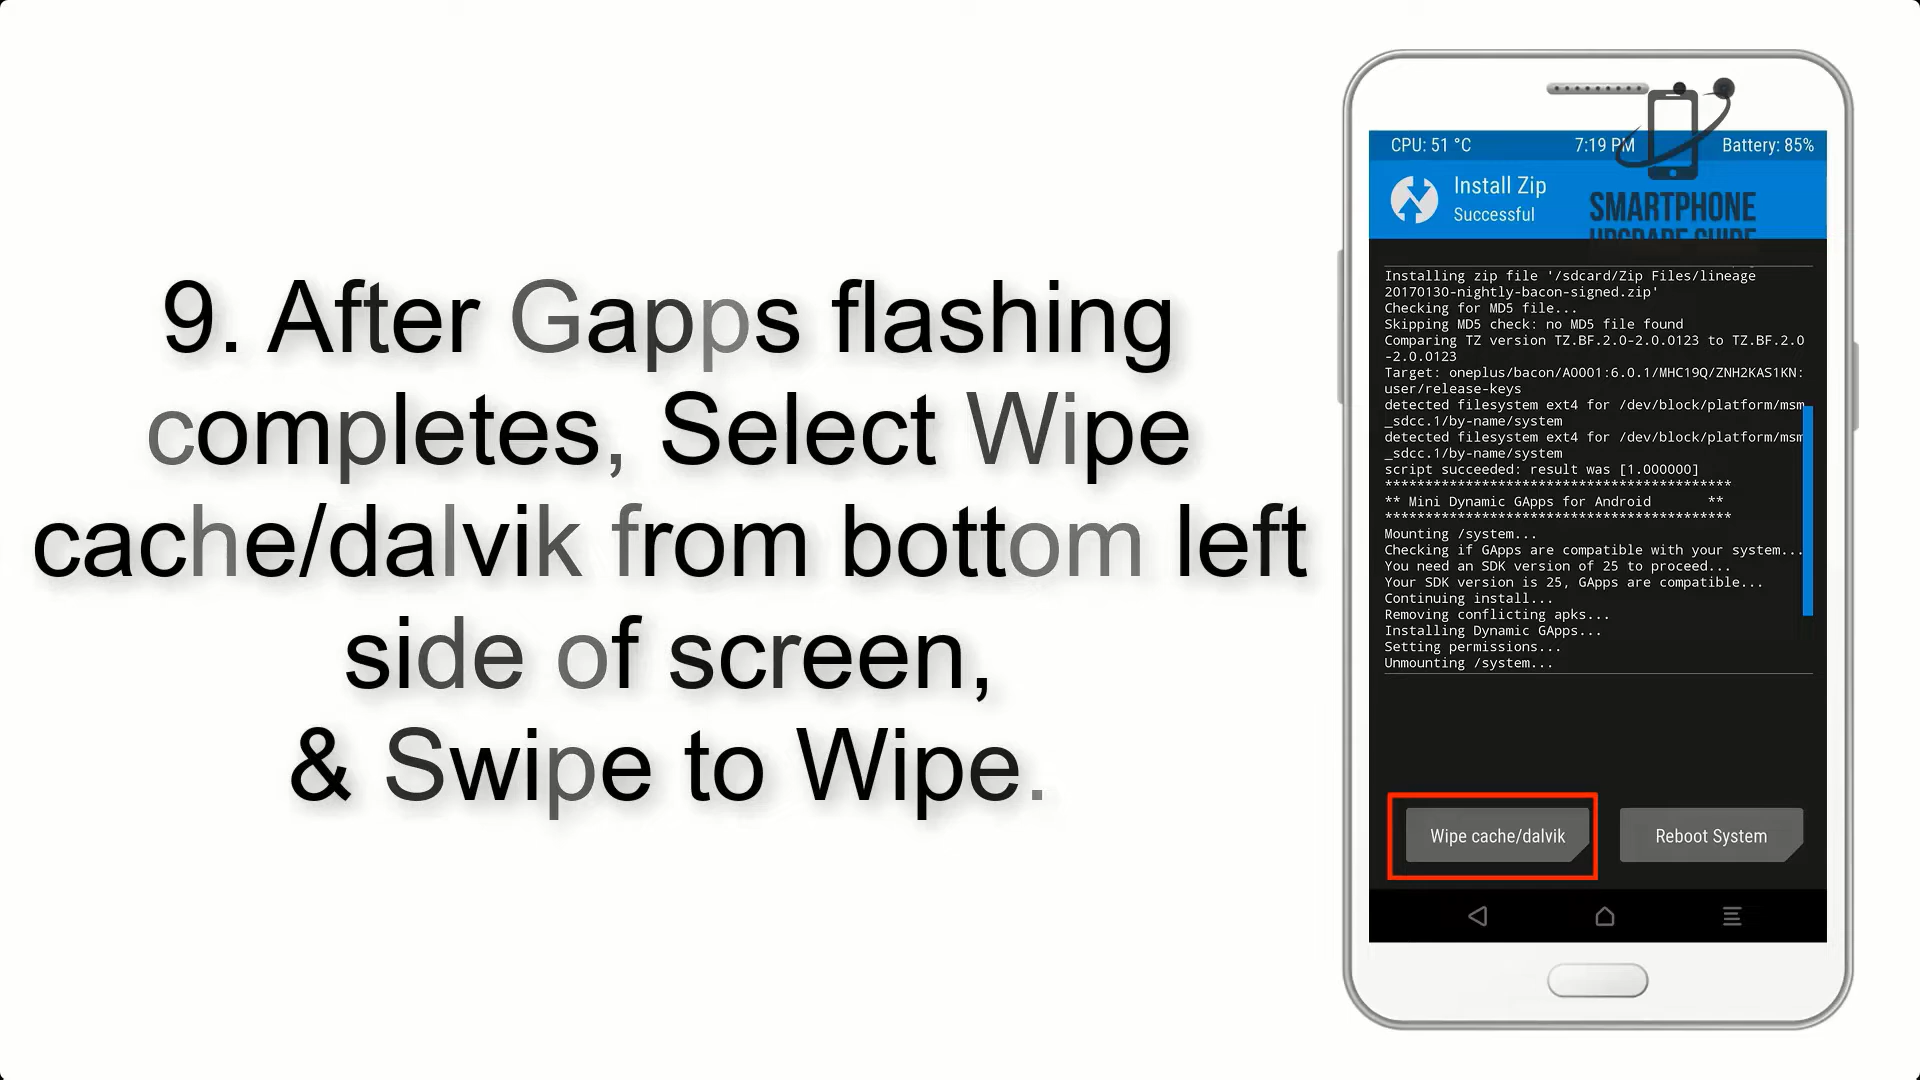 9. After Gapps flashing
completes, Select Wipe
cache/dalvik from bottom left
side of screen,
& Swipe to Wipe.
CPU: 51 °C 7:19 PM Battery: 85%
Install Zip
Successful
SMARTPHONE
UPGRADE GUIDE
Installing zip file '/sdcard/Zip Files/lineage
20170130-nightly-bacon-signed.zip'
Checking for MD5 file...
Skipping MD5 check: no MD5 file found
Comparing TZ version TZ.BF.2.0-2.0.0123 to TZ.BF.2.0
-2.0.0123
Target: oneplus/bacon/A0001:6.0.1/MHC19Q/ZNH2KAS1KN:
user/release-keys
detected filesystem ext4 for /dev/block/platform/msm
_sdcc.1/by-name/system
detected filesystem ext4 for /dev/block/platform/msm
_sdcc.1/by-name/system
script succeeded: result was [1.000000]
*******************************************
** Mini Dynamic GApps for Android **
*******************************************
Mounting /system...
Checking if GApps are compatible with your system...
You need an SDK version of 25 to proceed...
Your SDK version is 25, GApps are compatible...
Continuing install...
Removing conflicting apks...
Installing Dynamic GApps...
Setting permissions...
Unmounting /system...
Wipe cache/dalvik Reboot System